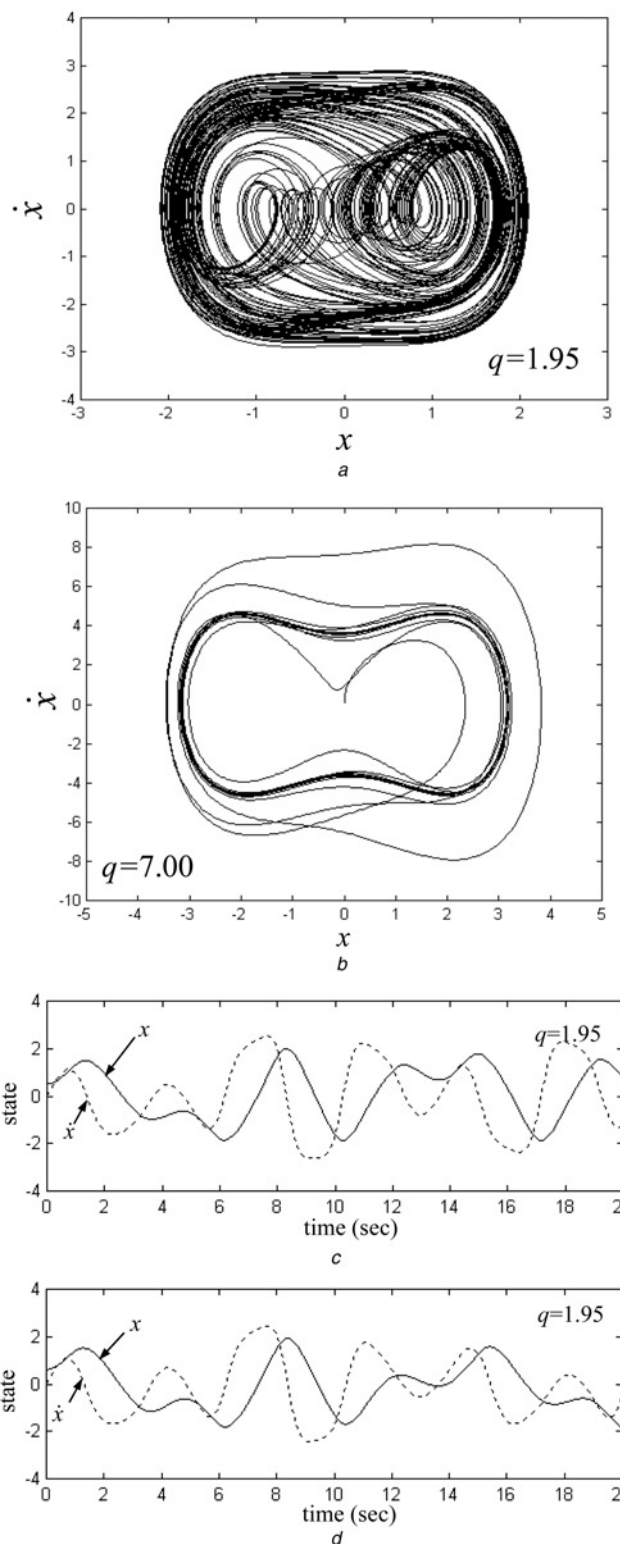 4
3
2
1
0
-1
-2
-3
-4
ẋ
q=1.95
-3 -2 -1 0 1 2 3
x
a
10
8
6
4
2
0
-2
-4
-6
-8
-10
ẋ
q=7.00
-5 -4 -3 -2 -1 0 1 2 3 4 5
x
b
4
2
0
-2
-4
state
x
ẋ
q=1.95
0 2 4 6 8 10 12 14 16 18 20
time (sec)
c
4
2
0
-2
-4
state
x
ẋ
q=1.95
0 2 4 6 8 10 12 14 16 18 20
time (sec)
d